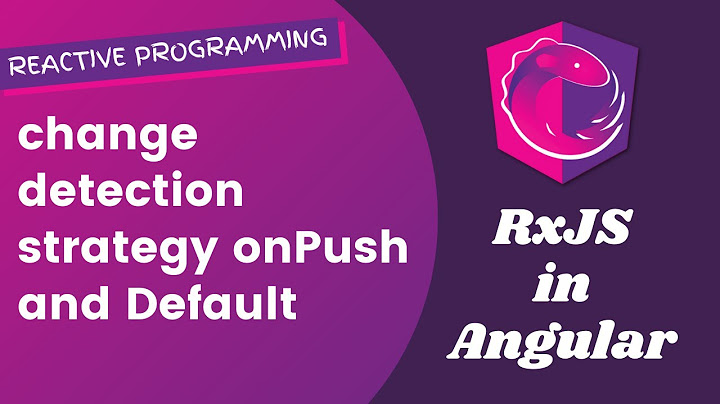 REACTIVE PROGRAMMING
change
detection
strategy onPush
and Default
RxJS
in
Angular